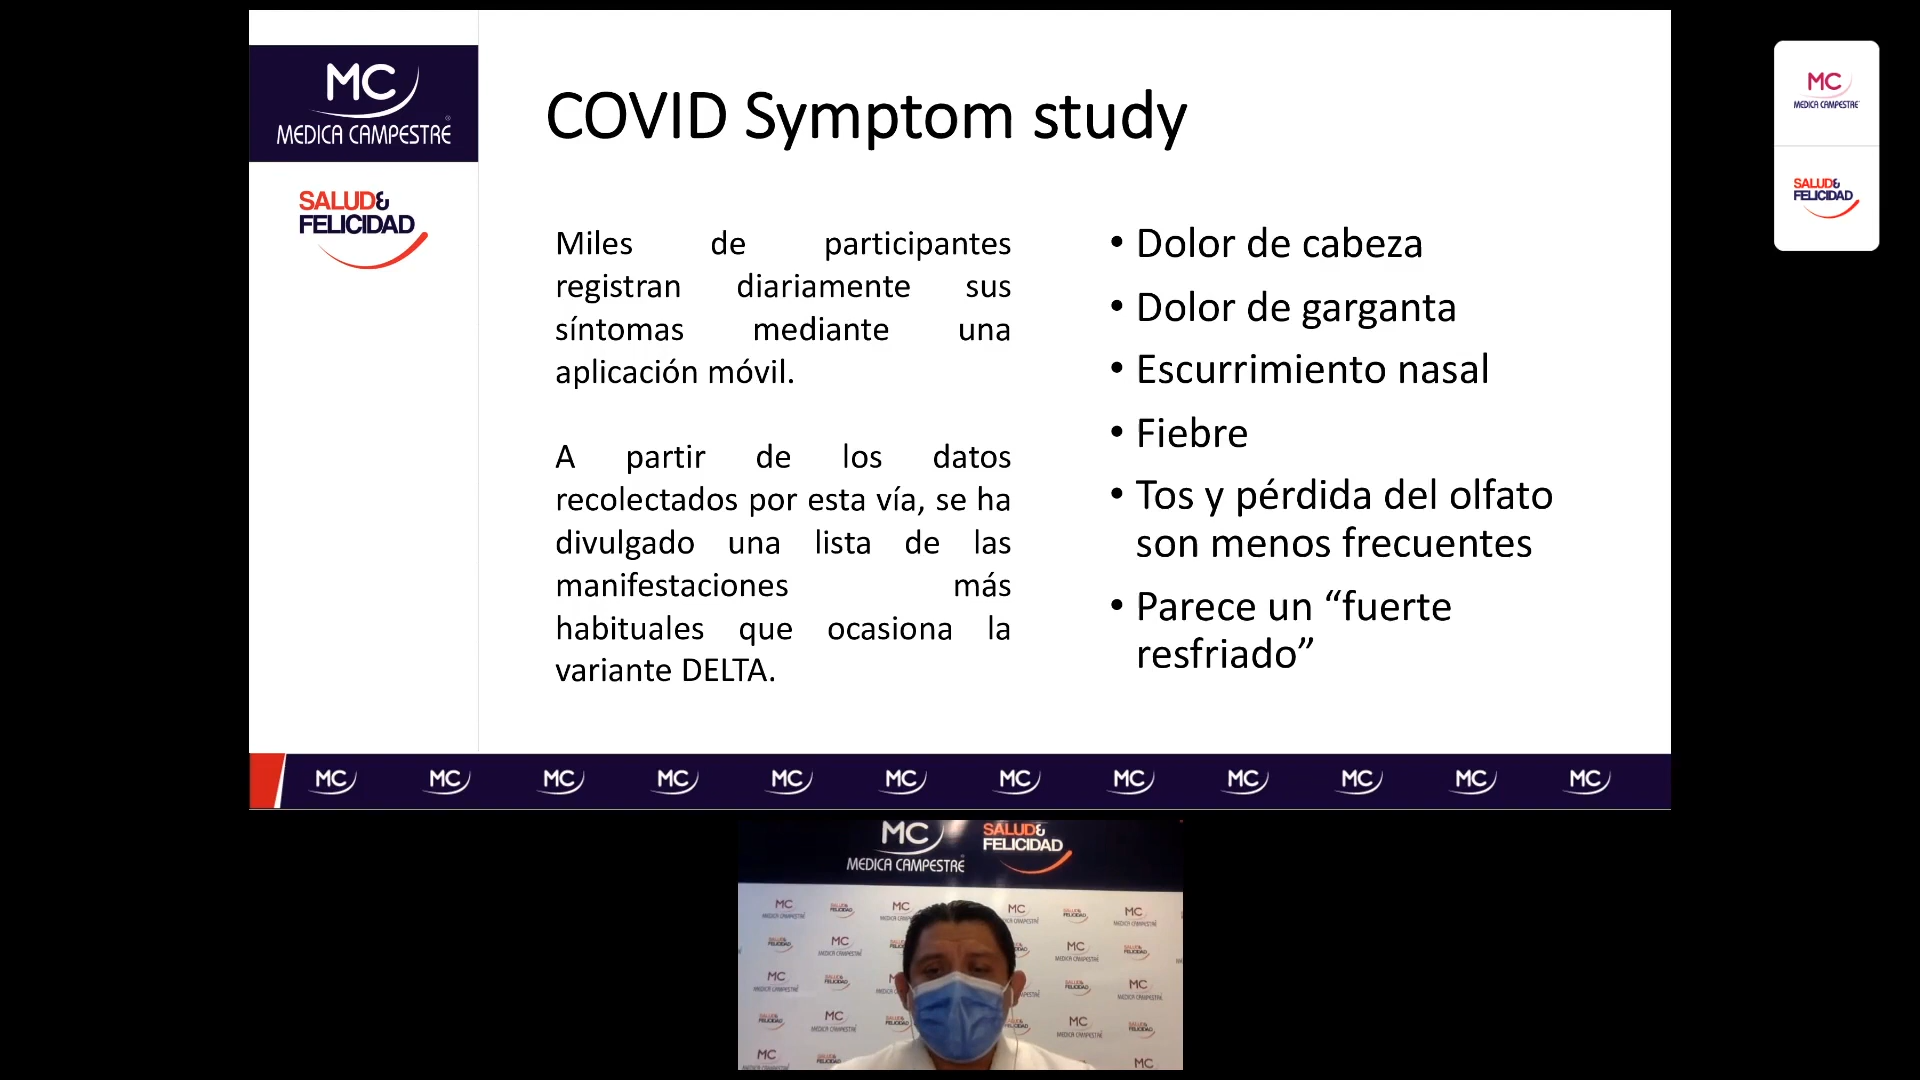 MC
MEDICA CAMPESTRE
SALUD&
FELICIDAD
COVID Symptom study
Miles de participantes
registran diariamente sus
síntomas mediante una
aplicación móvil.
A partir de los datos
recolectados por esta vía, se ha
divulgado una lista de las
manifestaciones más
habituales que ocasiona la
variante DELTA.
• Dolor de cabeza
• Dolor de garganta
• Escurrimiento nasal
• Fiebre
• Tos y pérdida del olfato
son menos frecuentes
• Parece un “fuerte
resfriado”
MC MC MC MC MC MC MC MC MC MC MC MC
MC
MEDICA CAMPESTRE
SALUD&
FELICIDAD
MC
MEDICA CAMPESTRE
SALUD&
FELICIDAD